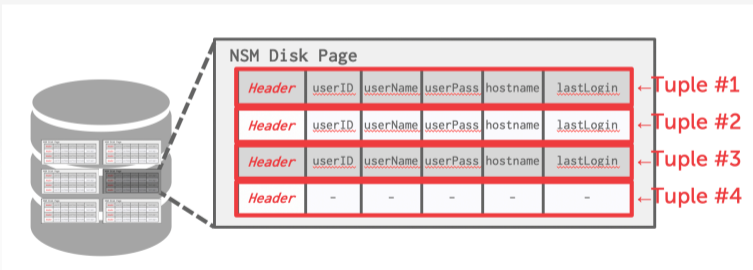 NSM Disk Page
Header userID userName userPass hostname lastLogin ←Tuple #1
Header userID userName userPass hostname lastLogin ←Tuple #2
Header userID userName userPass hostname lastLogin ←Tuple #3
Header - - - - - ←Tuple #4